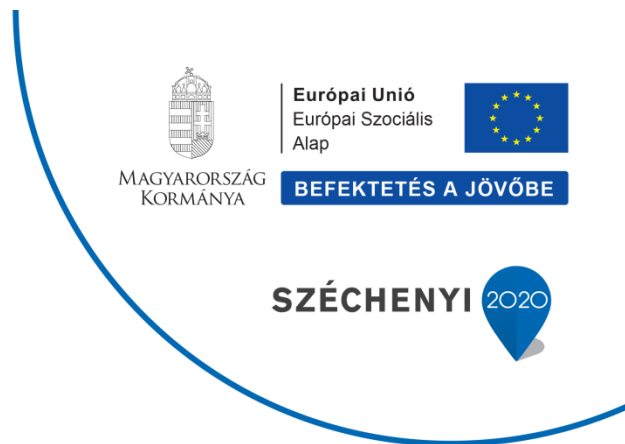 Európai Unió
Európai Szociális
Alap
MAGYARORSZÁG
KORMÁNYA
BEFEKTETÉS A JÖVŐBE
SZÉCHENYI 2020